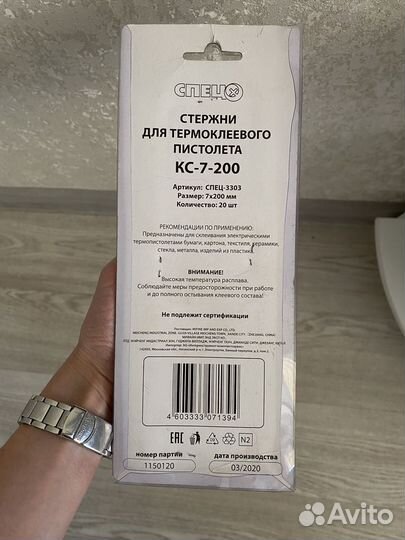 СПЕЦ
СТЕРЖНИ
ДЛЯ ТЕРМОКЛЕЕВОГО
ПИСТОЛЕТА
КС-7-200
Артикул: СПЕЦ-3303
Размер: 7х200 мм
Количество: 20 шт
РЕКОМЕНДАЦИИ ПО ПРИМЕНЕНИЮ:
Предназначены для склеивания электрическими
термопистолетами бумаги, картона, текстиля, керамики,
стекла, металла, изделий из пластика
ВНИМАНИЕ!
Высокая температура расплава.
Соблюдайте меры предосторожности при работе
и до полного остывания клеевого состава!
Не подлежит сертификации
4 603333 071394
EAC
N2
номер партии
дата производства
1150120
03/2020
Avito